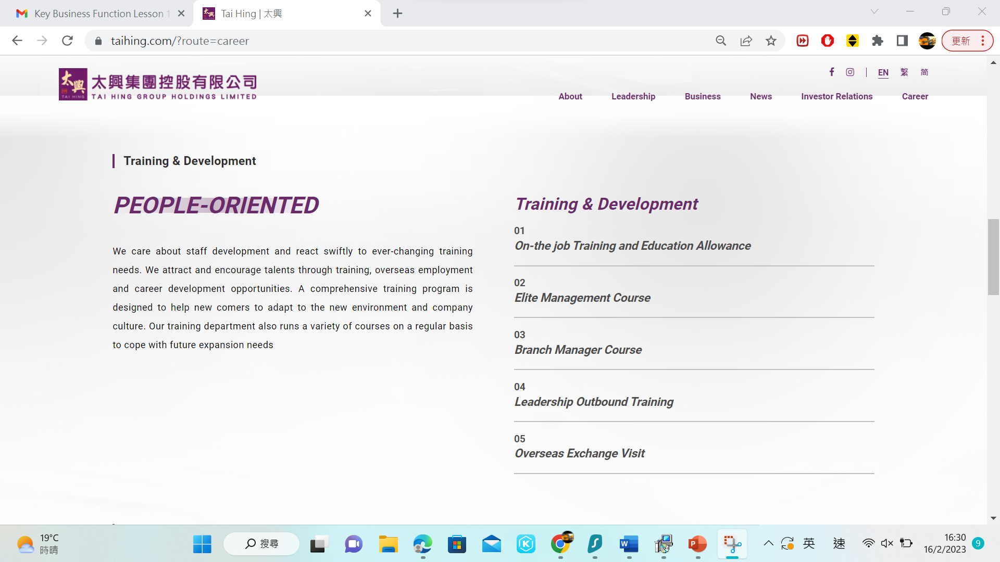 Key Business Function Lesson 1
Tai Hing | 太興
taihing.com/?route=career
更新
太興
TAI HING
太興集團控股有限公司
TAI HING GROUP HOLDINGS LIMITED
EN 繁 简
About Leadership Business News Investor Relations Career
Training & Development
PEOPLE-ORIENTED
We care about staff development and react swiftly to ever-changing training
needs. We attract and encourage talents through training, overseas employment
and career development opportunities. A comprehensive training program is
designed to help new comers to adapt to the new environment and company
culture. Our training department also runs a variety of courses on a regular basis
to cope with future expansion needs
Training & Development
01
On-the job Training and Education Allowance
02
Elite Management Course
03
Branch Manager Course
04
Leadership Outbound Training
05
Overseas Exchange Visit
19°C
時晴
搜尋
英
速
16:30
16/2/2023
9